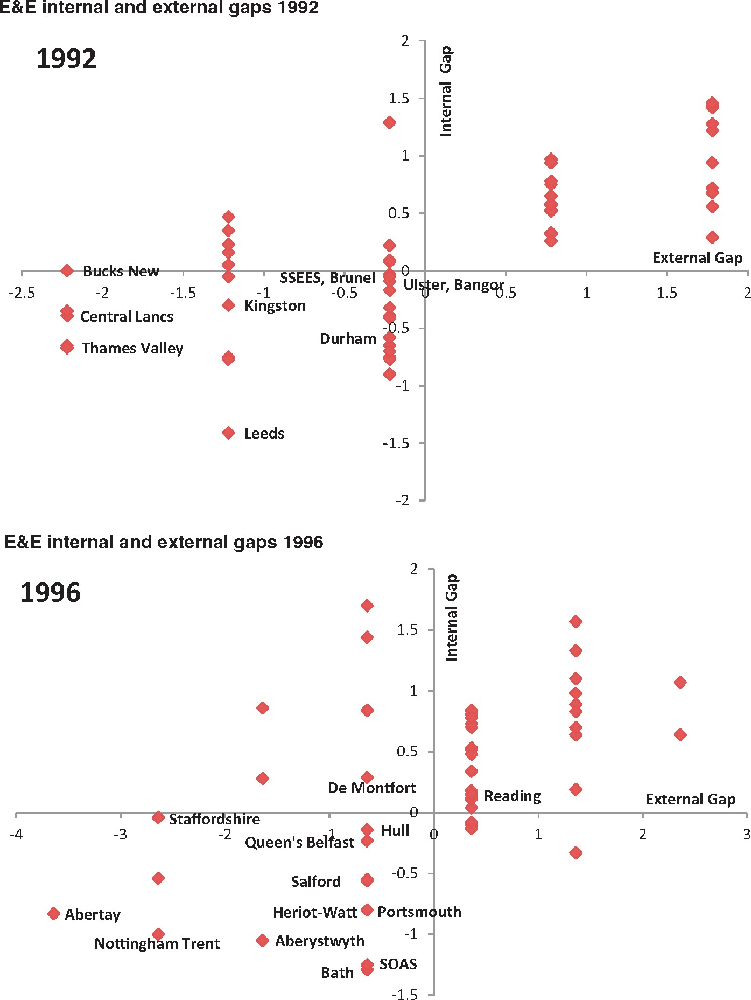 E&E internal and external gaps 1992
1992
2
Internal Gap
1.5
1
0.5
External Gap
0
Bucks New
SSEES, Brunel
Ulster, Bangor
-2.5 -2 -1.5 -1 -0.5 0 0.5 1 1.5 2
Kingston
Central Lancs
-0.5
Durham
Thames Valley
-1
Leeds
-1.5
-2
E&E internal and external gaps 1996
1996
2
Internal Gap
1.5
1
0.5
De Montfort
Reading
External Gap
0
Staffordshire
Hull
-4 -3 -2 -1 0 1 2 3
Queen's Belfast
-0.5
Salford
Heriot-Watt
Portsmouth
Abertay
-1
Aberystwyth
Nottingham Trent
SOAS
Bath
-1.5